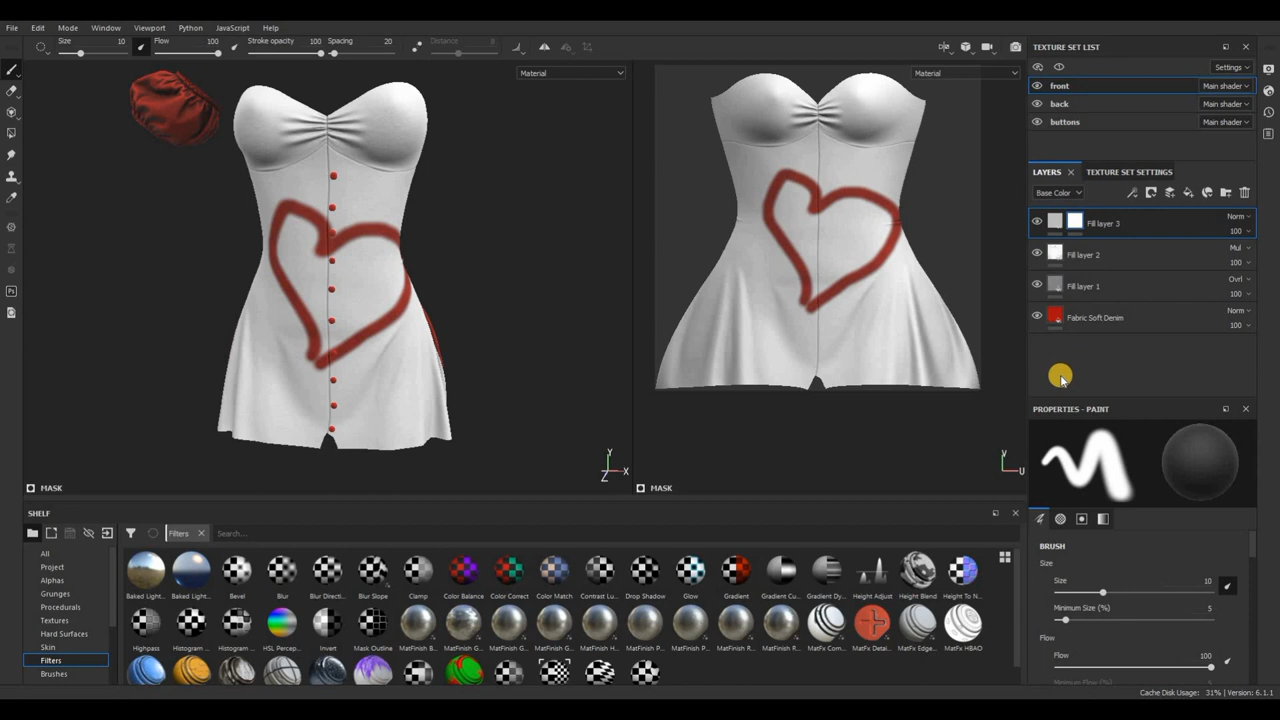 File Edit Mode Window Viewport Python JavaScript Help
Size 10 Flow 100 Stroke opacity 100 Spacing 20 Distance 8
Material
Material
Y
X
Z
V
U
MASK
MASK
TEXTURE SET LIST
Settings
front Main shader
back Main shader
buttons Main shader
LAYERS TEXTURE SET SETTINGS
Base Color
Fill layer 3 Norm 100
Fill layer 2 Mul 100
Fill layer 1 Ovrl 100
Fabric Soft Denim Norm 100
PROPERTIES - PAINT
BRUSH
Size
Size 10
Minimum Size (%) 5
Flow
Flow 100
SHELF
Filters Search...
All
Project
Alphas
Grunges
Procedurals
Textures
Hard Surfaces
Skin
Filters
Brushes
Baked Light... Baked Light... Bevel Blur Blur Directi... Blur Slope Clamp Color Balance Color Correct Color Match Contrast Lu... Drop Shadow Glow Gradient Gradient Cu... Gradient Dy... Height Adjust Height Blend Height To N...
Highpass Histogram ... Histogram ... HSL Percep... Invert Mask Outline MatFinish B... MatFinish G... MatFinish G... MatFinish H... MatFinish P... MatFinish P... MatFinish P... MatFinish R... MatFinish R... MatFx Com... MatFx Detai... MatFx Edge... MatFx HBAO
Ps
Cache Disk Usage: 31% | Version: 6.1.1